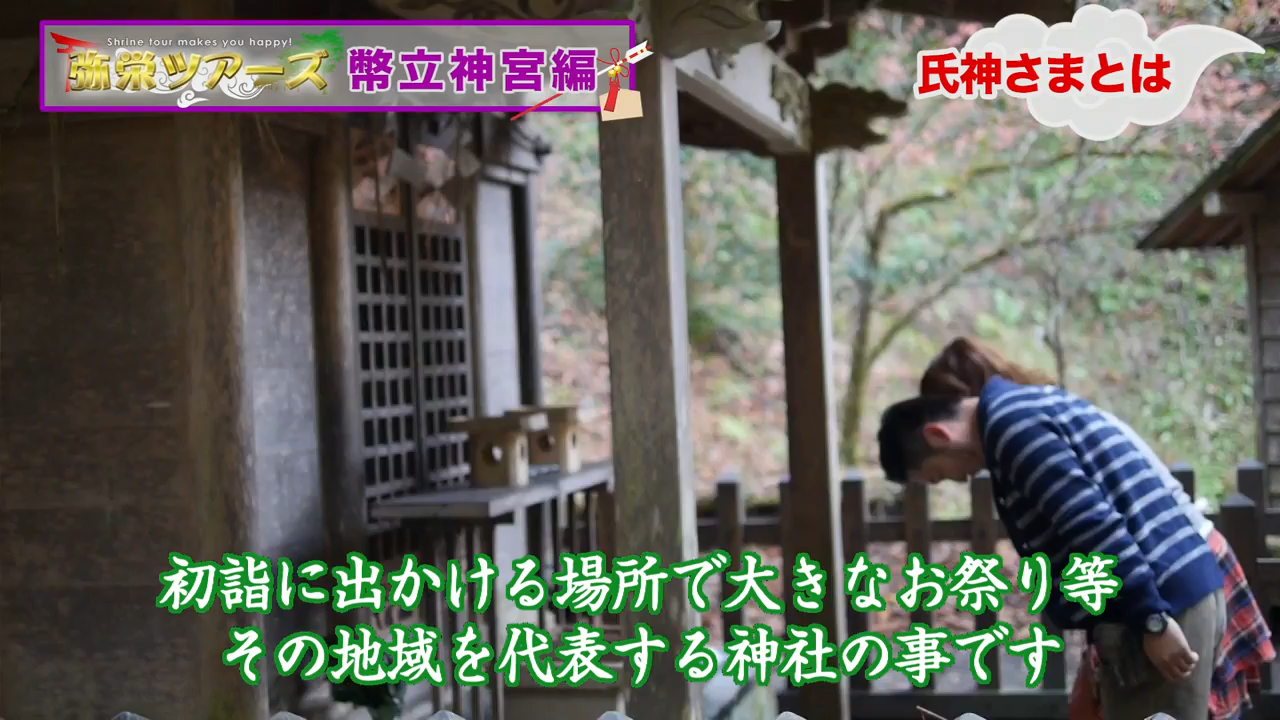 Shrine tour makes you happy!
弥栄ツアーズ 幣立神宮編
氏神さまとは
初詣に出かける場所で大きなお祭り等
その地域を代表する神社の事です